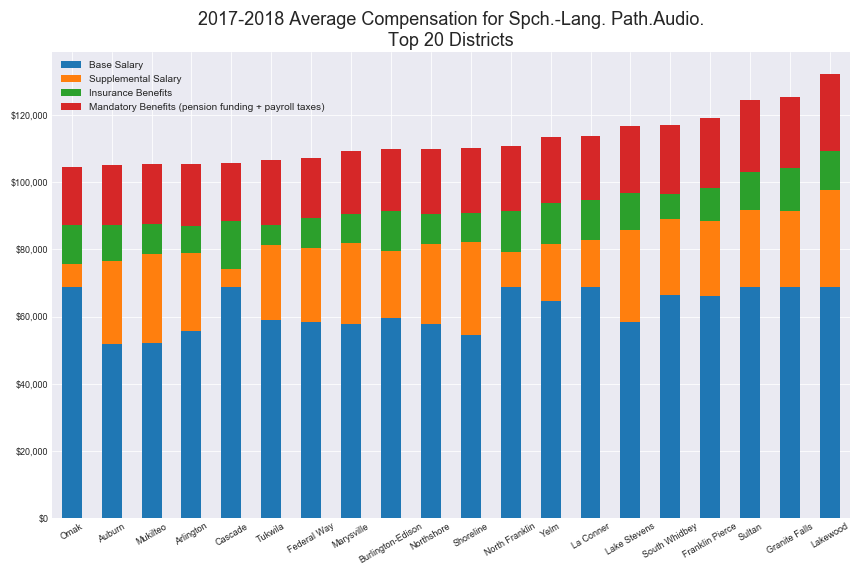 2017-2018 Average Compensation for Spch.-Lang. Path.Audio.
Top 20 Districts
Base Salary
Supplemental Salary
Insurance Benefits
Mandatory Benefits (pension funding + payroll taxes)
$120,000
$100,000
$80,000
$60,000
$40,000
$20,000
$0
Omak
Auburn
Mukilteo
Arlington
Cascade
Tukwila
Federal Way
Marysville
Burlington-Edison
Northshore
Shoreline
North Franklin
Yelm
La Conner
Lake Stevens
South Whidbey
Franklin Pierce
Sultan
Granite Falls
Lakewood